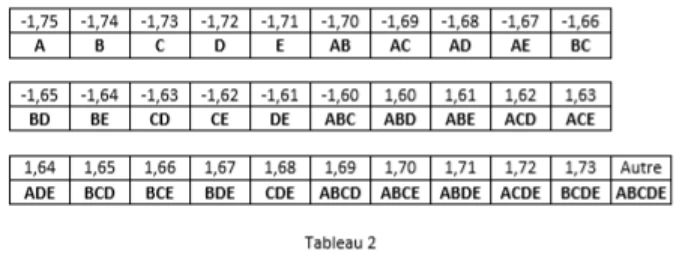 -1,75 -1,74 -1,73 -1,72 -1,71 -1,70 -1,69 -1,68 -1,67 -1,66
A B C D E AB AC AD AE BC
-1,65 -1,64 -1,63 -1,62 -1,61 -1,60 1,60 1,61 1,62 1,63
BD BE CD CE DE ABC ABD ABE ACD ACE
1,64 1,65 1,66 1,67 1,68 1,69 1,70 1,71 1,72 1,73 Autre
ADE BCD BCE BDE CDE ABCD ABCE ABDE ACDE BCDE ABCDE
Tableau 2